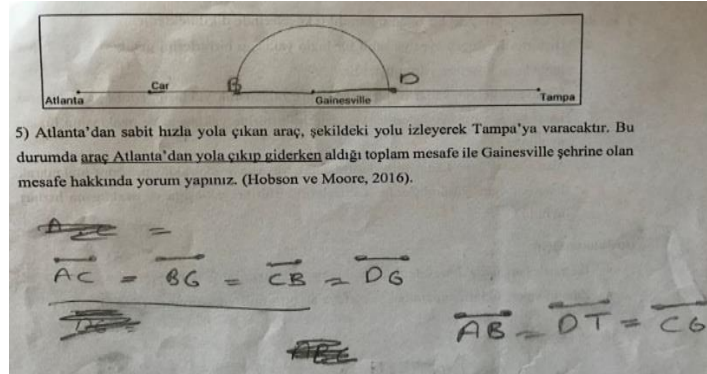 Car B D
Atlanta Gainesville Tampa
5) Atlanta'dan sabit hızla yola çıkan araç, şekildeki yolu izleyerek Tampa'ya varacaktır. Bu
durumda araç Atlanta'dan yola çıkıp giderken aldığı toplam mesafe ile Gainesville şehrine olan
mesafe hakkında yorum yapınız. (Hobson ve Moore, 2016).
=
AC = BG = CB = DG
AB = DT = CG